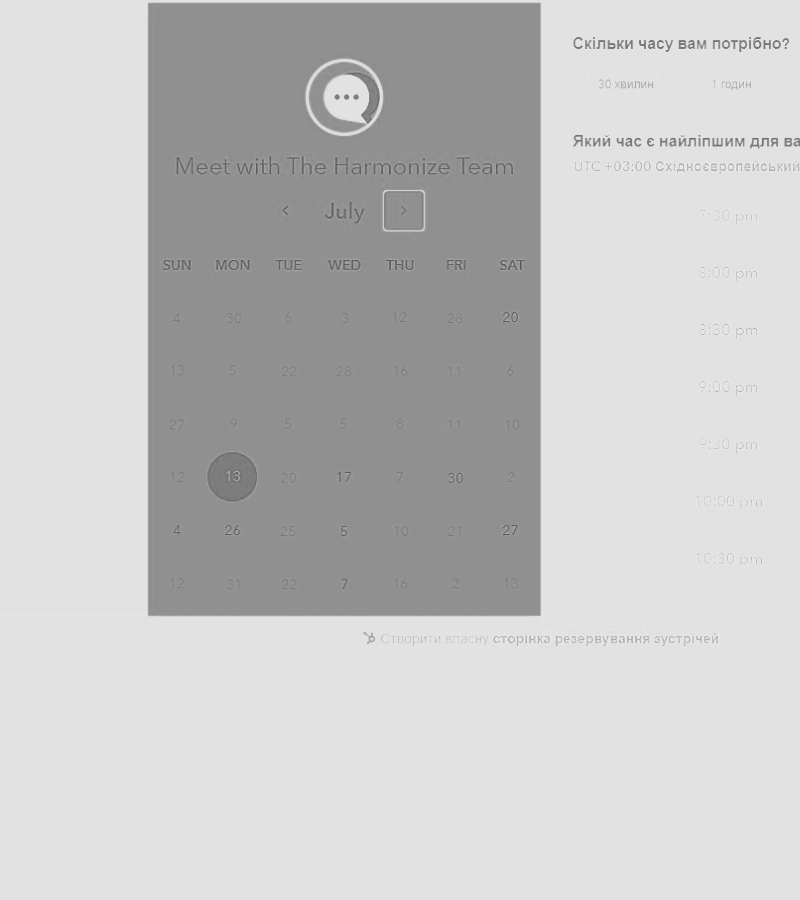 Meet with The Harmonize Team
July
SUN MON TUE WED THU FRI SAT
4 30 6 3 12 28 20
13 5 22 28 16 11 6
27 9 5 5 8 11 10
12 13 20 17 7 30 2
4 26 25 5 10 21 27
12 31 22 7 16 2 13
Скільки часу вам потрібно?
30 хвилин 1 годин
Який час є найліпшим для ва
UTC +03:00 Східноєвропейський
7:30 pm
8:00 pm
8:30 pm
9:00 pm
9:30 pm
10:00 pm
10:30 pm
Створити власну сторінка резервування зустрічей